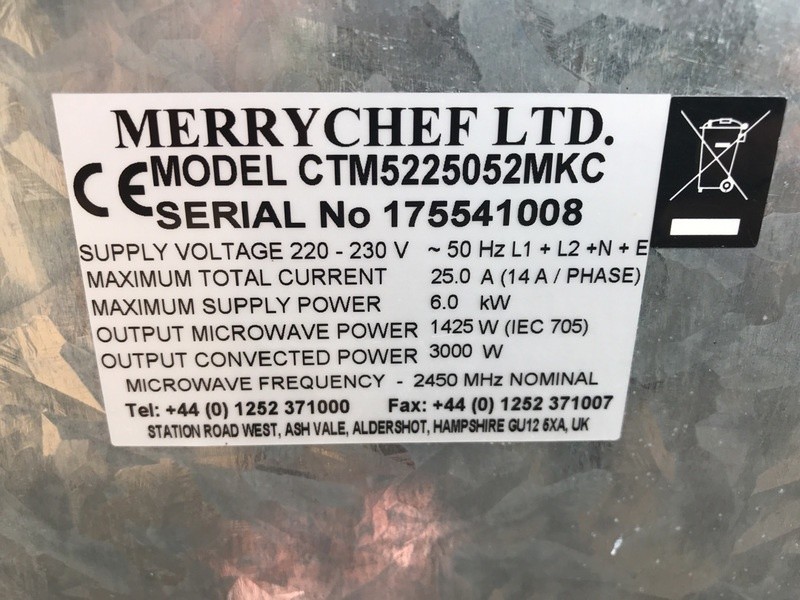 MERRYCHEF LTD.
CE MODEL CTM5225052MKC
SERIAL No 175541008
SUPPLY VOLTAGE 220 - 230 V ~ 50 Hz L1 + L2 +N + E
MAXIMUM TOTAL CURRENT 25.0 A (14 A / PHASE)
MAXIMUM SUPPLY POWER 6.0 kW
OUTPUT MICROWAVE POWER 1425 W (IEC 705)
OUTPUT CONVECTED POWER 3000 W
MICROWAVE FREQUENCY - 2450 MHz NOMINAL
Tel: +44 (0) 1252 371000 Fax: +44 (0) 1252 371007
STATION ROAD WEST, ASH VALE, ALDERSHOT, HAMPSHIRE GU12 5XA, UK